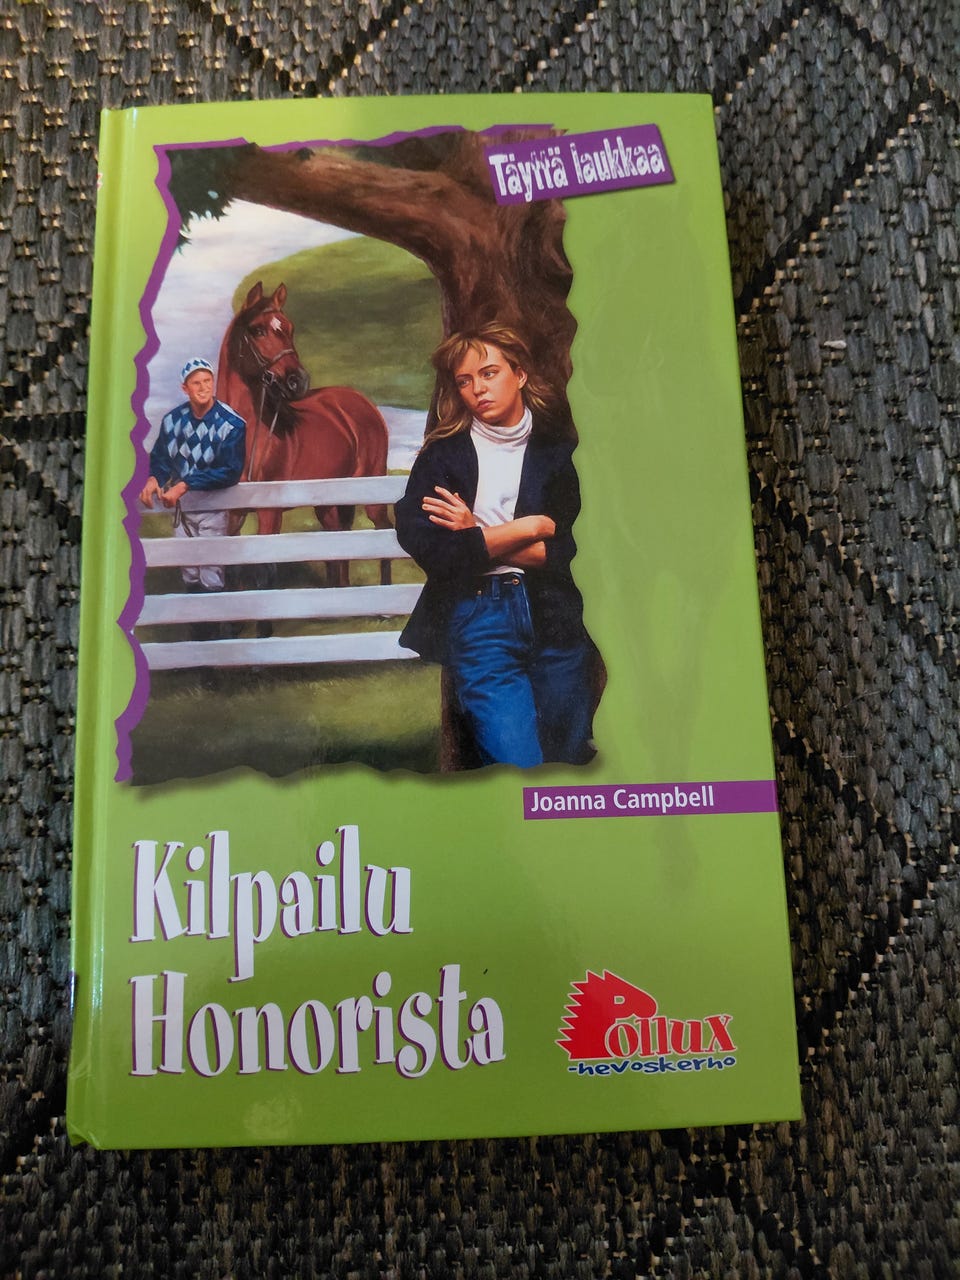 Täyttä laukkaa
Joanna Campbell
Kilpailu
Honorista
Pollux
-hevoskerho